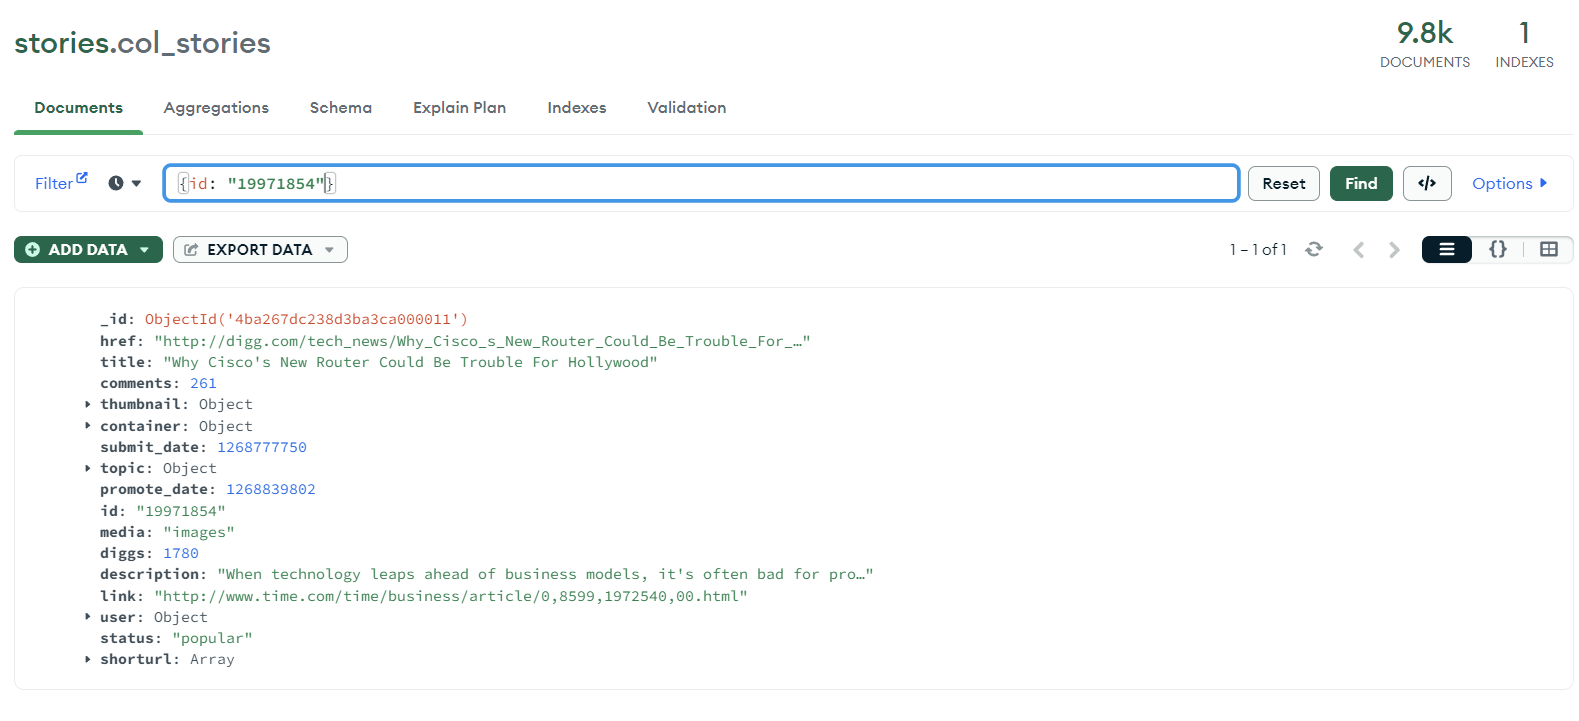 stories.col_stories
9.8k
DOCUMENTS
1
INDEXES
Documents Aggregations Schema Explain Plan Indexes Validation
Filter {id: "19971854"} Reset Find </> Options
ADD DATA EXPORT DATA 1 – 1 of 1 {}
_id: ObjectId('4ba267dc238d3ba3ca000011')
href: "http://digg.com/tech_news/Why_Cisco_s_New_Router_Could_Be_Trouble_For_…"
title: "Why Cisco's New Router Could Be Trouble For Hollywood"
comments: 261
thumbnail: Object
container: Object
submit_date: 1268777750
topic: Object
promote_date: 1268839802
id: "19971854"
media: "images"
diggs: 1780
description: "When technology leaps ahead of business models, it's often bad for pro…"
link: "http://www.time.com/time/business/article/0,8599,1972540,00.html"
user: Object
status: "popular"
shorturl: Array